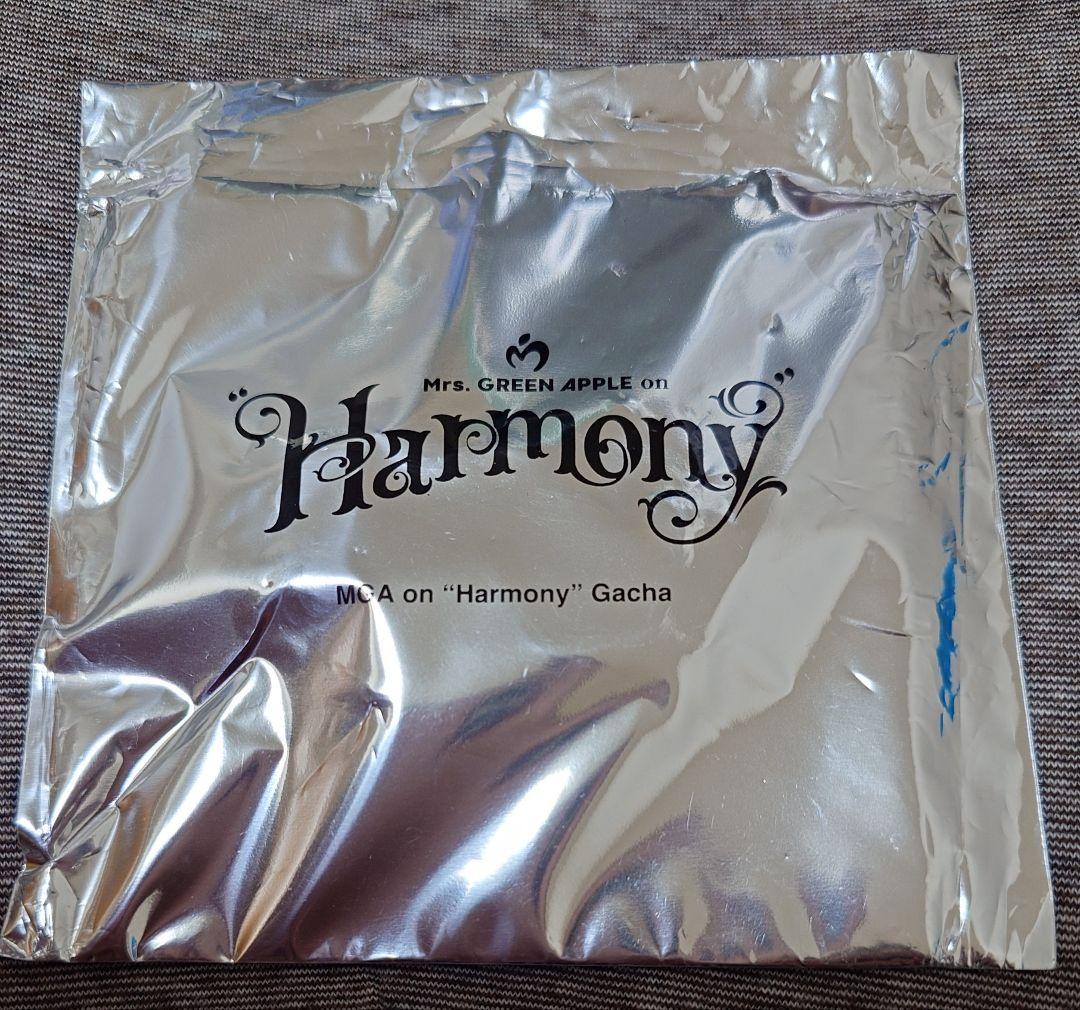 Mrs. GREEN APPLE on
“Harmony”
MGA on “Harmony” Gacha